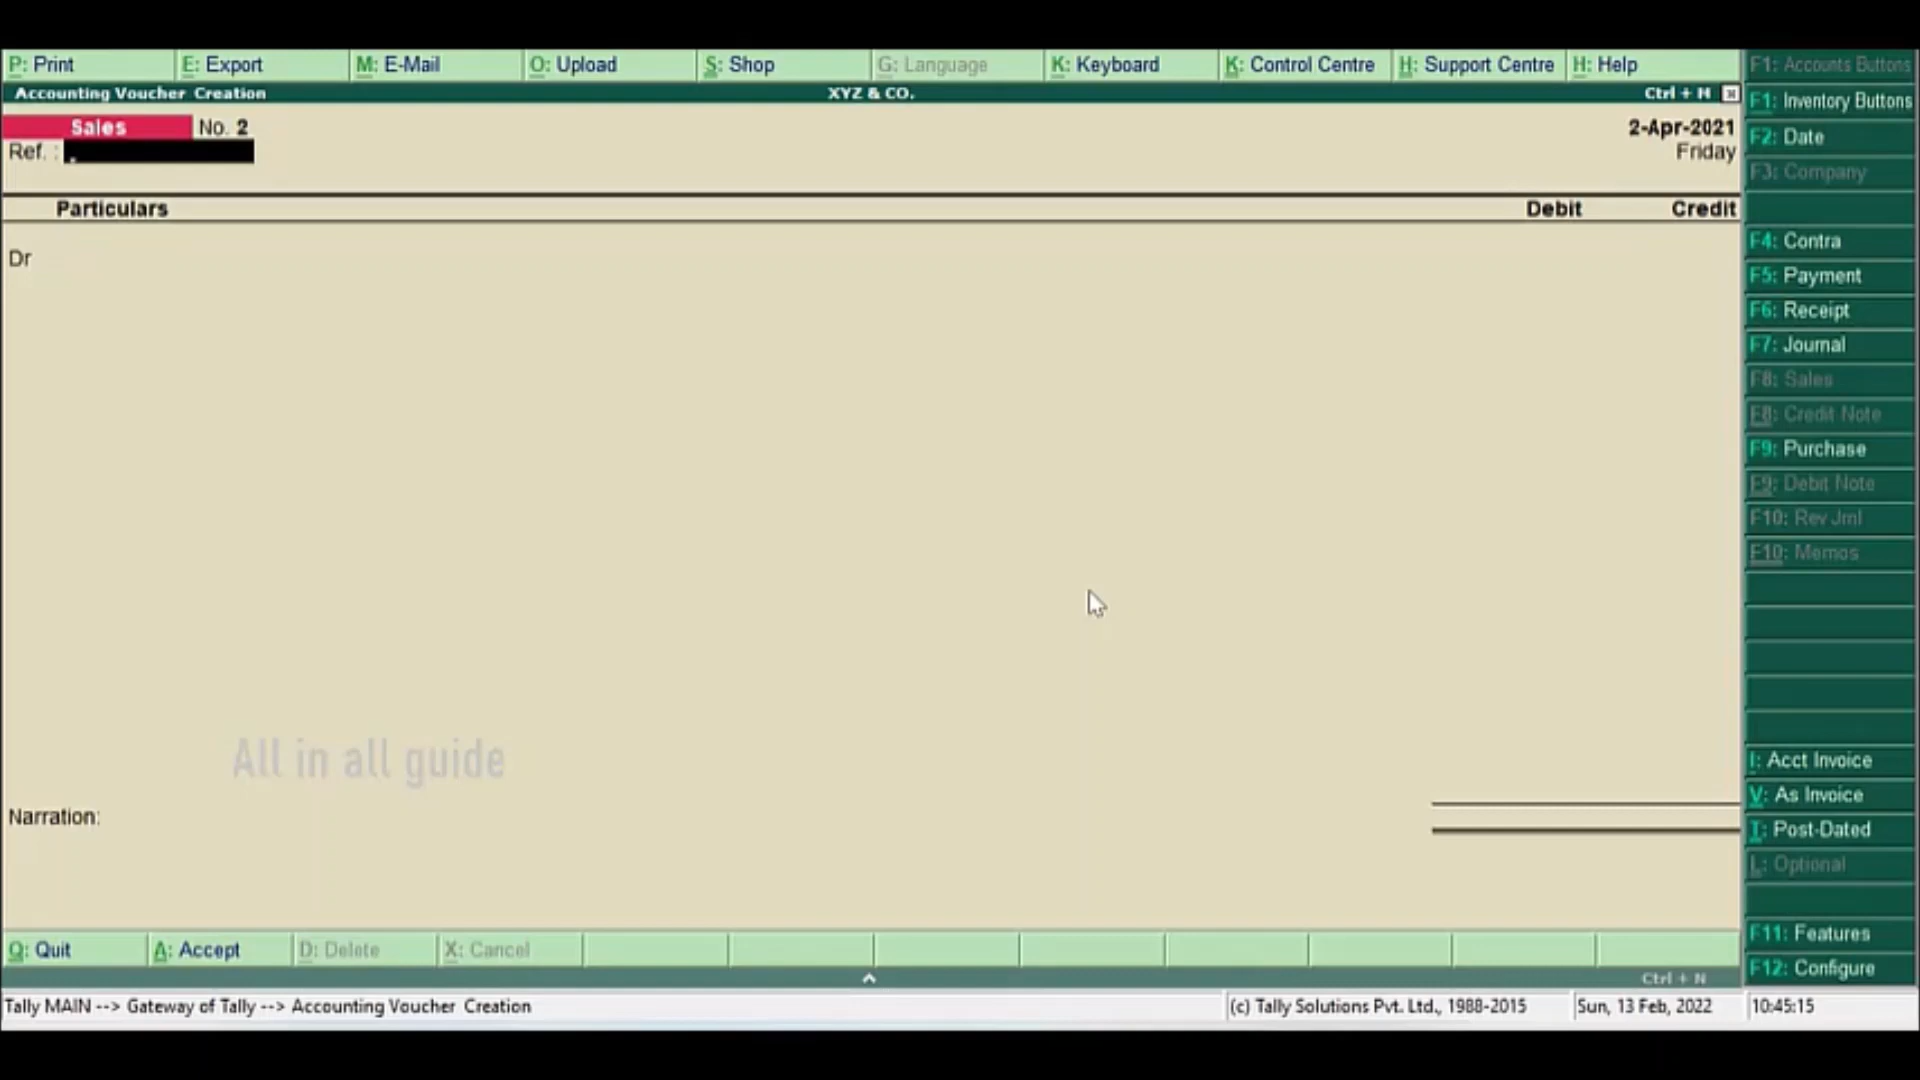 P: Print E: Export M: E-Mail O: Upload S: Shop G: Language K: Keyboard K: Control Centre H: Support Centre H: Help F1: Accounts Buttons
Accounting Voucher Creation XYZ & CO. Ctrl + N
F1: Inventory Buttons
Sales No. 2 2-Apr-2021
F2: Date
Ref. : Friday
F3: Company
Particulars Debit Credit
F4: Contra
Dr
F5: Payment
F6: Receipt
F7: Journal
F8: Sales
F8: Credit Note
F9: Purchase
F9: Debit Note
F10: Rev Jrnl
F10: Memos
All in all guide
I: Acct Invoice
V: As Invoice
Narration:
T: Post-Dated
L: Optional
F11: Features
Q: Quit A: Accept D: Delete X: Cancel
F12: Configure
Ctrl + N
Tally MAIN --> Gateway of Tally --> Accounting Voucher Creation (c) Tally Solutions Pvt. Ltd., 1988-2015 Sun, 13 Feb, 2022 10:45:15